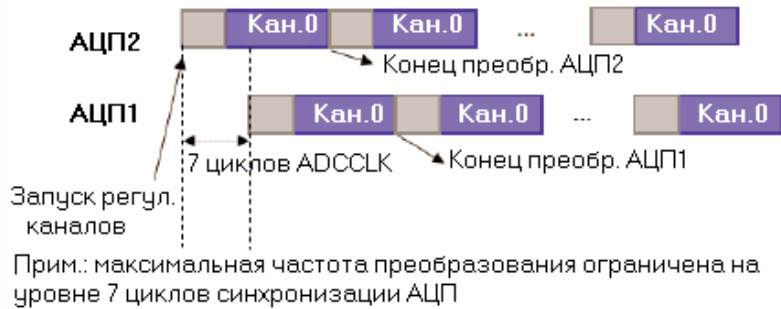 АЦП2 Кан.0 Кан.0 ... Кан.0
Конец преобр. АЦП2
АЦП1 Кан.0 Кан.0 ... Кан.0
7 циклов ADCCLK
Конец преобр. АЦП1
Запуск регул.
каналов
Прим.: максимальная частота преобразования ограничена на
уровне 7 циклов синхронизации АЦП